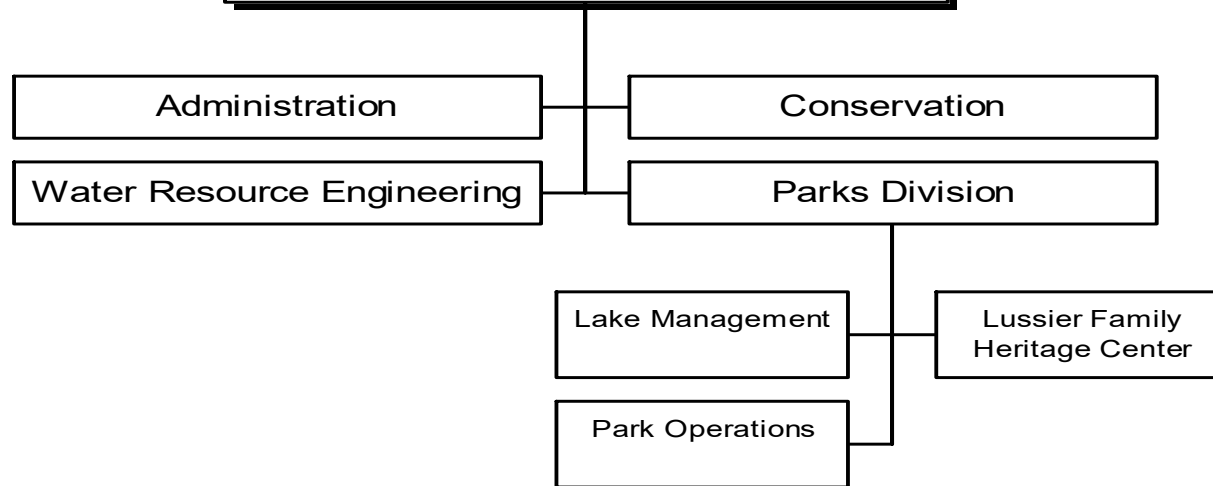 Administration
Conservation
Water Resource Engineering
Parks Division
Lake Management
Lussier Family
Heritage Center
Park Operations